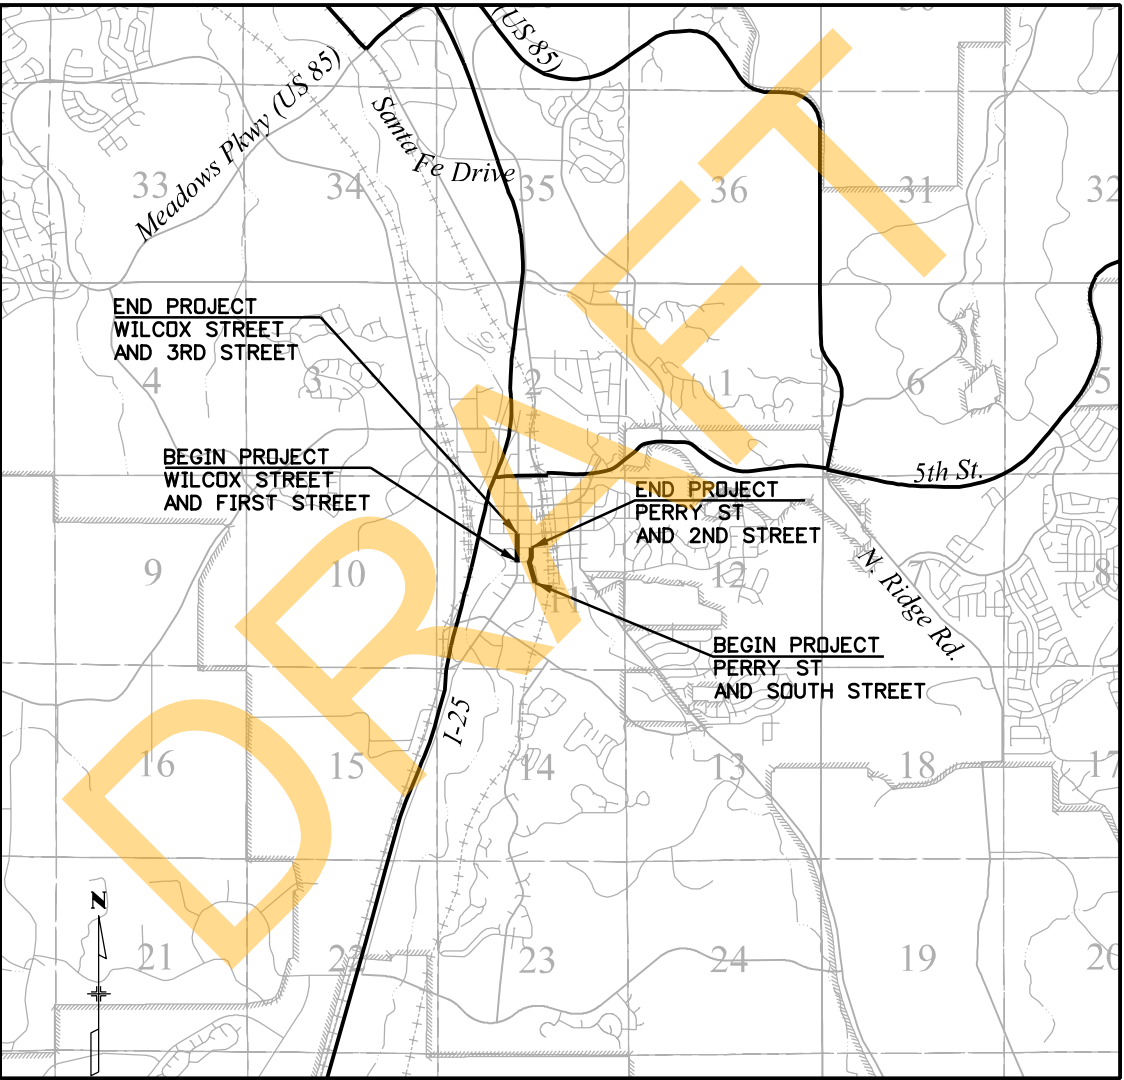 (US 85)
Meadows Pkwy (US 85)
Santa Fe Drive
33
34
35
36
31
32
END PROJECT
WILCOX STREET
AND 3RD STREET
4
3
2
1
6
5
BEGIN PROJECT
WILCOX STREET
AND FIRST STREET
5th St.
END PROJECT
PERRY ST
AND 2ND STREET
9
10
11
12
7
8
N. Ridge Rd.
BEGIN PROJECT
PERRY ST
AND SOUTH STREET
I-25
16
15
14
13
18
17
N
21
22
23
24
19
20
DRAFT